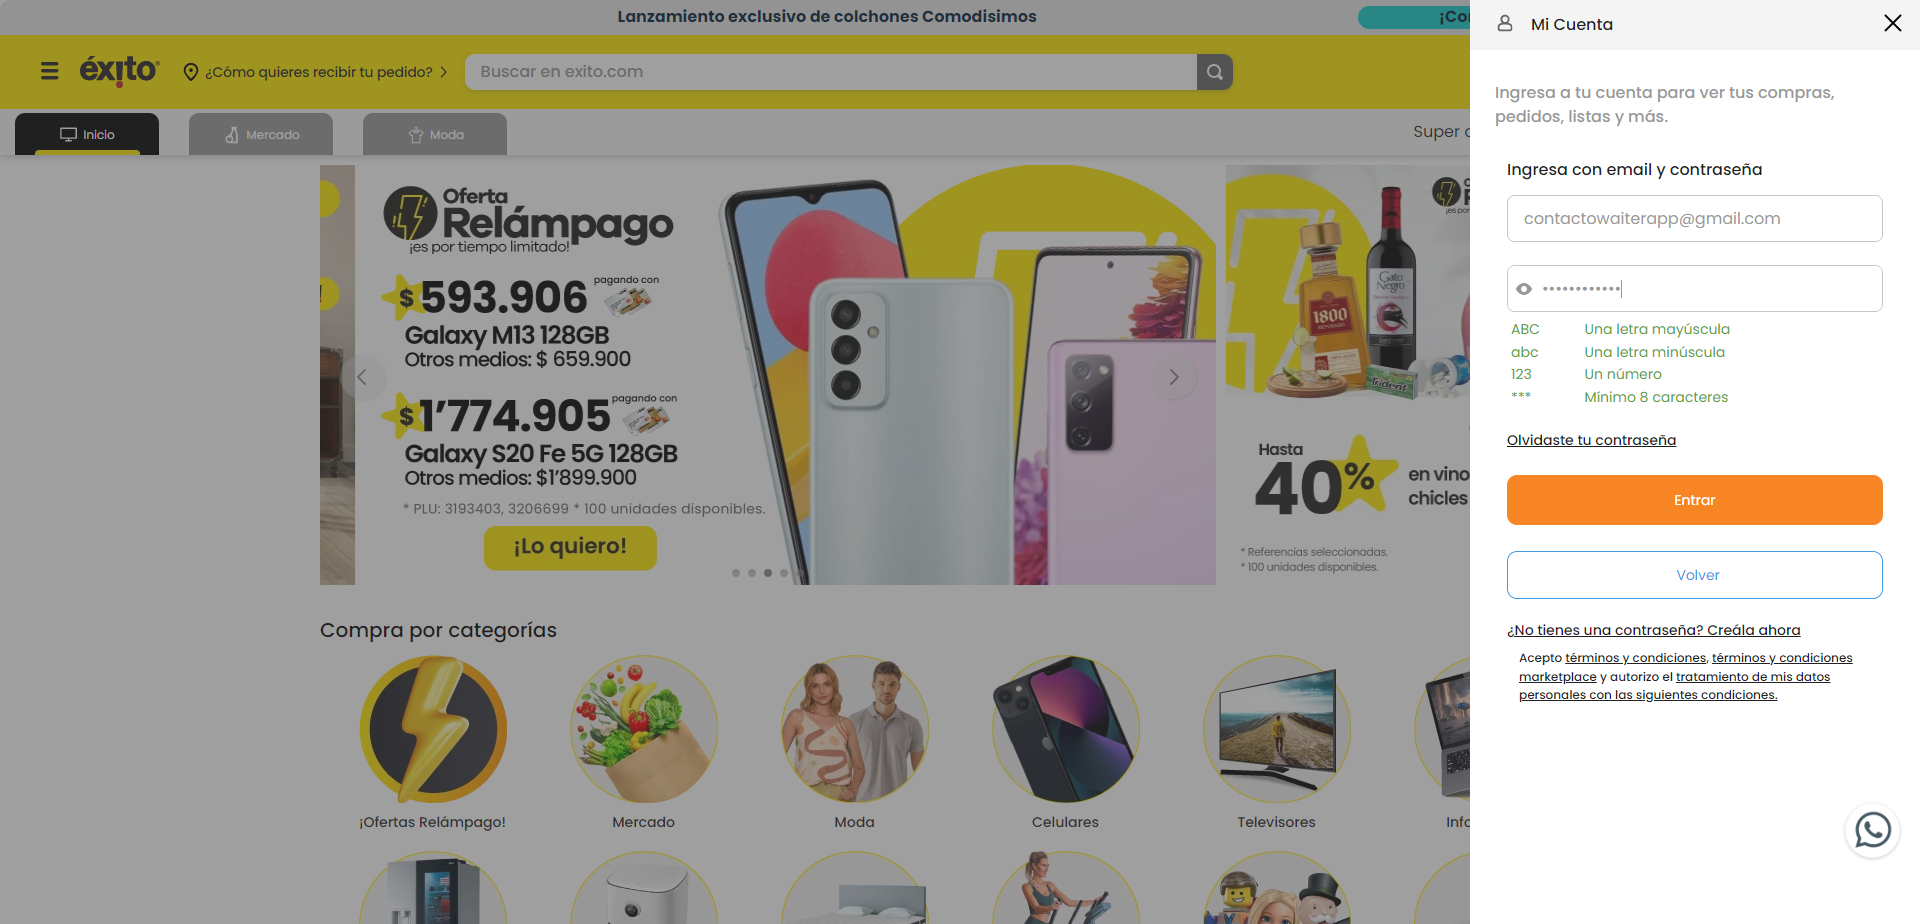 Lanzamiento exclusivo de colchones Comodisimos
¡Co
éxito
¿Cómo quieres recibir tu pedido?
Buscar en exito.com
Inicio
Mercado
Moda
Super
Oferta
Relámpago
¡es por tiempo limitado!
$593.906
pagando con
Galaxy M13 128GB
Otros medios: $ 659.900
$1’774.905
pagando con
Galaxy S20 Fe 5G 128GB
Otros medios: $1’899.900
* PLU: 3193403, 3206699 * 100 unidades disponibles.
¡Lo quiero!
1800
Gato
Negro
Trident
Hasta
40%
en vino
chicles
* Referencias seleccionadas.
* 100 unidades disponibles.
Compra por categorías
¡Ofertas Relámpago!
Mercado
Moda
Celulares
Televisores
Info
Mi Cuenta
Ingresa a tu cuenta para ver tus compras,
pedidos, listas y más.
Ingresa con email y contraseña
contactowaiterapp@gmail.com
••••••••••••
ABC Una letra mayúscula
abc Una letra minúscula
123 Un número
*** Mínimo 8 caracteres
Olvidaste tu contraseña
Entrar
Volver
¿No tienes una contraseña? Creála ahora
Acepto términos y condiciones, términos y condiciones
marketplace y autorizo el tratamiento de mis datos
personales con las siguientes condiciones.